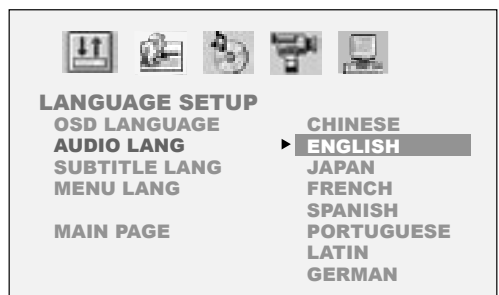 LANGUAGE SETUP
OSD LANGUAGE CHINESE
AUDIO LANG ENGLISH
SUBTITLE LANG JAPAN
MENU LANG FRENCH
SPANISH
MAIN PAGE PORTUGUESE
LATIN
GERMAN